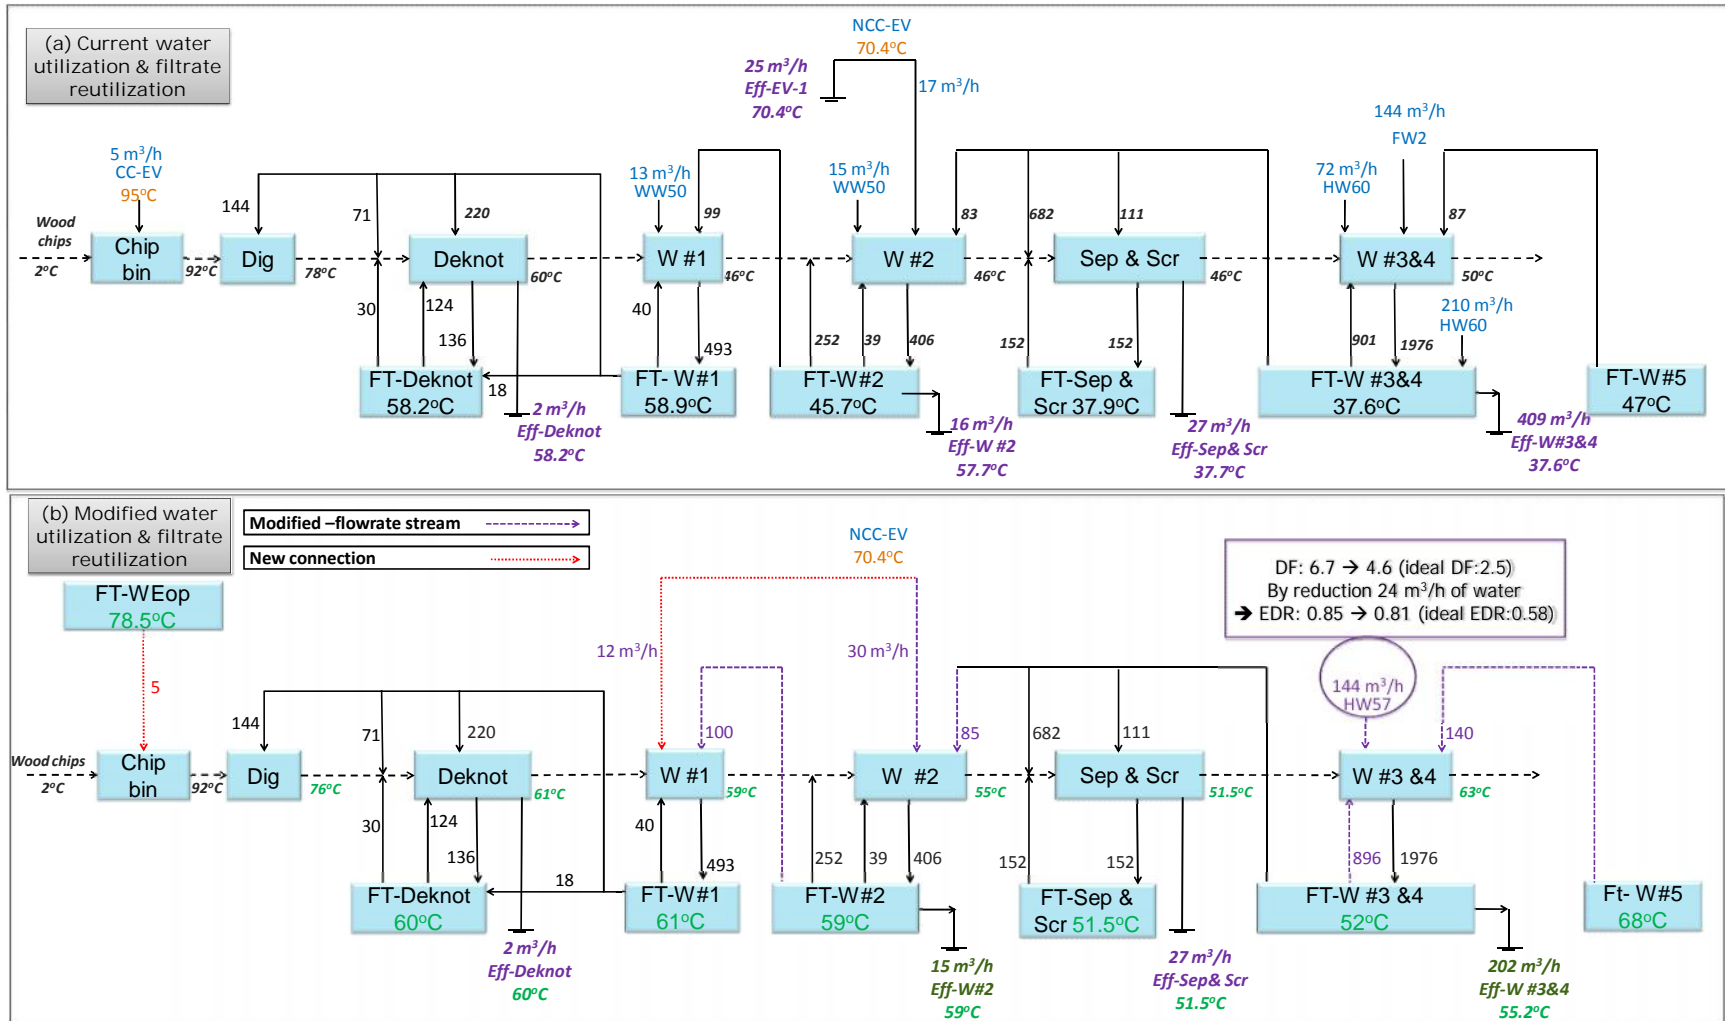 (a) Current water
utilization & filtrate
reutilization
NCC-EV
70.4°C
25 m³/h
Eff-EV-1
70.4°C
17 m³/h
144 m³/h
FW2
5 m³/h
CC-EV
95°C
13 m³/h
WW50
15 m³/h
WW50
72 m³/h
HW60
Wood
chips
2°C
144
71
220
99
83
682
111
87
Chip
bin
92°C
Dig
78°C
Deknot
60°C
W #1
46°C
W #2
46°C
Sep & Scr
46°C
W #3&4
50°C
30
124
136
40
493
252
39
406
152
152
901
1976
210 m³/h
HW60
FT-Deknot
58.2°C
18
FT- W#1
58.9°C
FT-W#2
45.7°C
FT-Sep &
Scr 37.9°C
FT-W #3&4
37.6°C
FT-W#5
47°C
2 m³/h
Eff-Deknot
58.2°C
16 m³/h
Eff-W #2
57.7°C
27 m³/h
Eff-Sep& Scr
37.7°C
409 m³/h
Eff-W#3&4
37.6°C
(b) Modified water
utilization & filtrate
reutilization
Modified –flowrate stream
New connection
NCC-EV
70.4°C
DF: 6.7 → 4.6 (ideal DF:2.5)
By reduction 24 m³/h of water
➔ EDR: 0.85 → 0.81 (ideal EDR:0.58)
FT-WEop
78.5°C
12 m³/h
30 m³/h
144 m³/h
HW57
5
144
71
220
100
85
682
111
140
Wood chips
2°C
Chip
bin
92°C
Dig
76°C
Deknot
61°C
W #1
59°C
W #2
55°C
Sep & Scr
51.5°C
W #3 &4
63°C
30
124
136
40
493
252
39
406
152
152
896
1976
FT-Deknot
60°C
18
FT-W#1
61°C
FT-W#2
59°C
FT-Sep &
Scr 51.5°C
FT-W #3 &4
52°C
Ft- W#5
68°C
2 m³/h
Eff-Deknot
60°C
15 m³/h
Eff-W#2
59°C
27 m³/h
Eff-Sep& Scr
51.5°C
202 m³/h
Eff-W #3&4
55.2°C